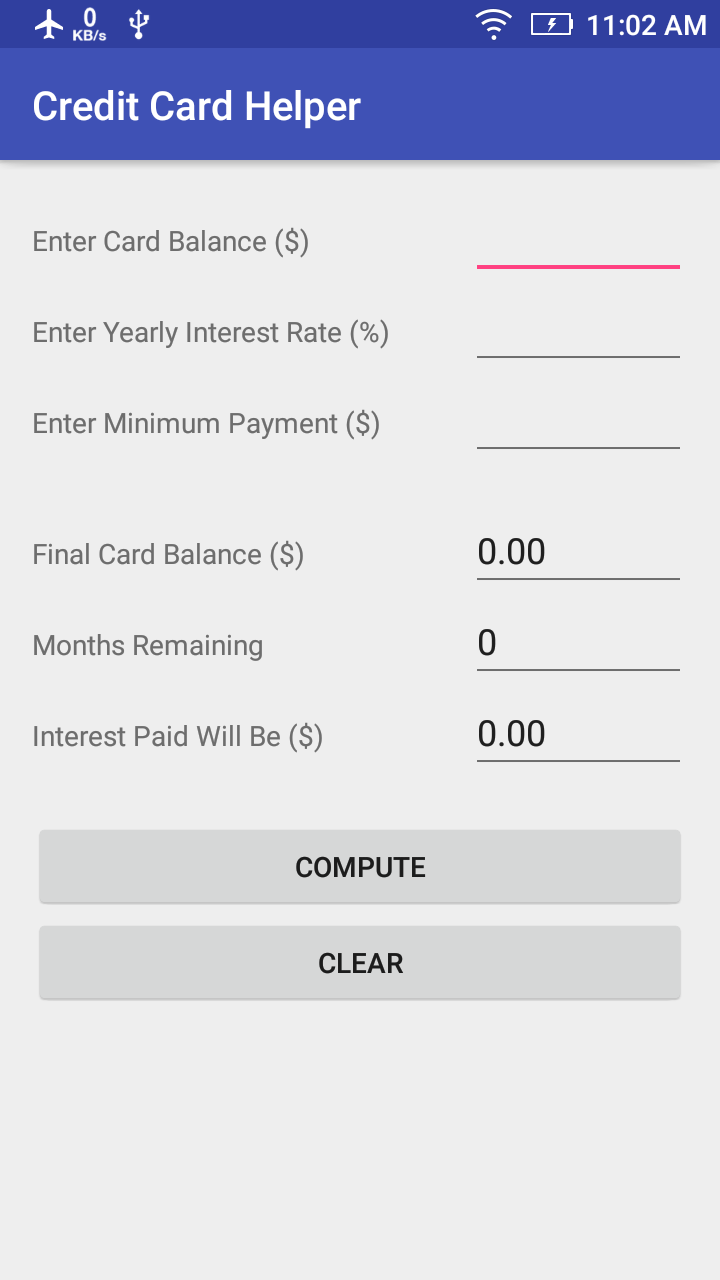 0
KB/s
11:02 AM
Credit Card Helper
Enter Card Balance ($)
Enter Yearly Interest Rate (%)
Enter Minimum Payment ($)
Final Card Balance ($) 0.00
Months Remaining 0
Interest Paid Will Be ($) 0.00
COMPUTE
CLEAR